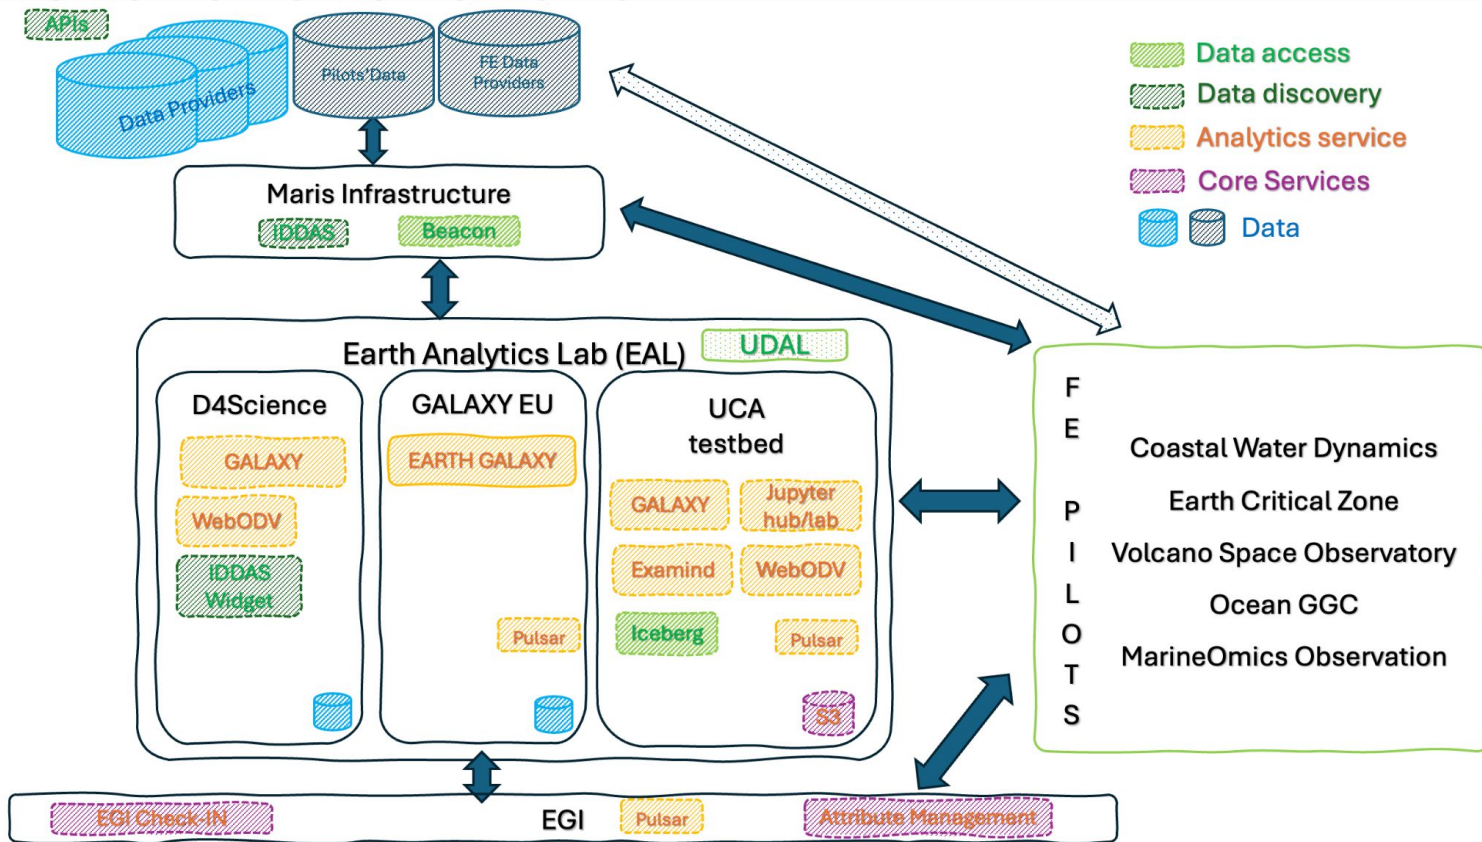 APIs
Data Providers
Pilots'Data
FE Data
Providers
Data access
Data discovery
Analytics service
Core Services
Data
Maris Infrastructure
IDDAS
Beacon
Earth Analytics Lab (EAL)
UDAL
D4Science
GALAXY
WebODV
IDDAS
Widget
GALAXY EU
EARTH GALAXY
Pulsar
UCA
testbed
GALAXY
Jupyter
hub/lab
Examind
WebODV
Iceberg
Pulsar
S3
FE PILOTS
Coastal Water Dynamics
Earth Critical Zone
Volcano Space Observatory
Ocean GGC
MarineOmics Observation
EGI Check-IN
EGI
Pulsar
Attribute Management